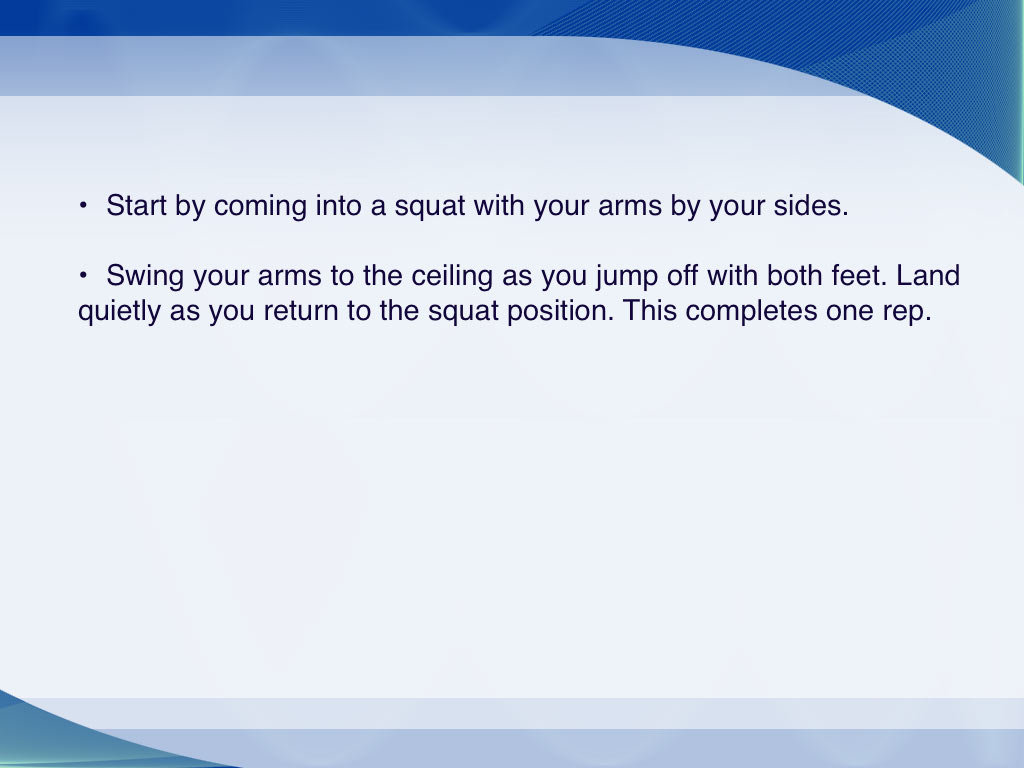 • Start by coming into a squat with your arms by your sides.
• Swing your arms to the ceiling as you jump off with both feet. Land
quietly as you return to the squat position. This completes one rep.